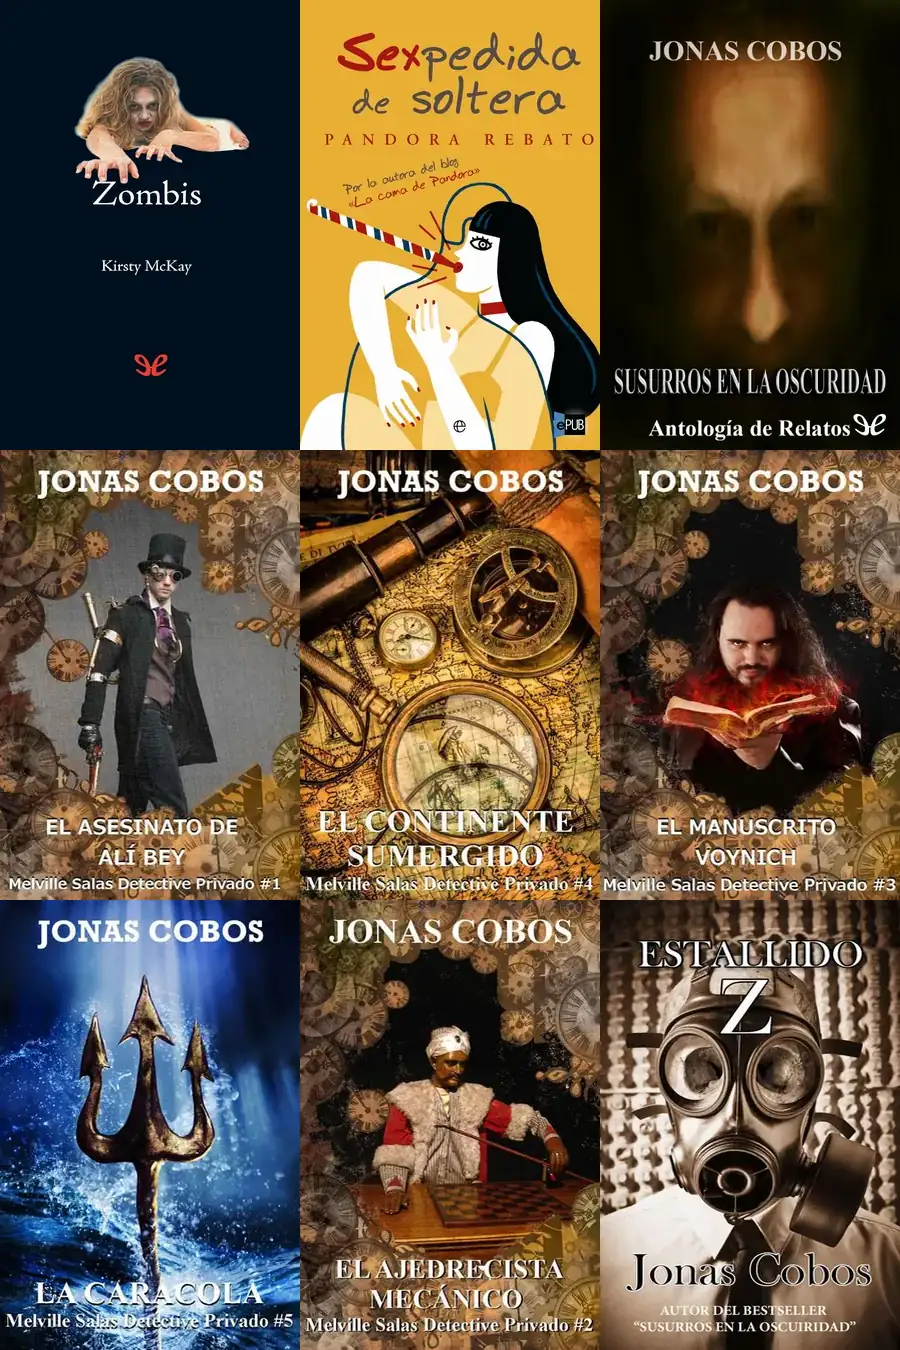 Zombis
Kirsty McKay
Sexpedida
de soltera
PANDORA REBATO
Por la autora del blog
«La cama de Pandora»
e
ePUB
JONAS COBOS
SUSURROS EN LA OSCURIDAD
Antología de Relatos
JONAS COBOS
EL ASESINATO DE
ALÍ BEY
Melville Salas Detective Privado #1
JONAS COBOS
EL CONTINENTE
SUMERGIDO
Melville Salas Detective Privado #4
JONAS COBOS
EL MANUSCRITO
VOYNICH
Melville Salas Detective Privado #3
JONAS COBOS
LA CARACOLA
Melville Salas Detective Privado #5
JONAS COBOS
EL AJEDRECISTA
MECÁNICO
Melville Salas Detective Privado #2
ESTALLIDO
Z
Jonas Cobos
AUTOR DEL BESTSELLER
“SUSURROS EN LA OSCUIRIDAD”